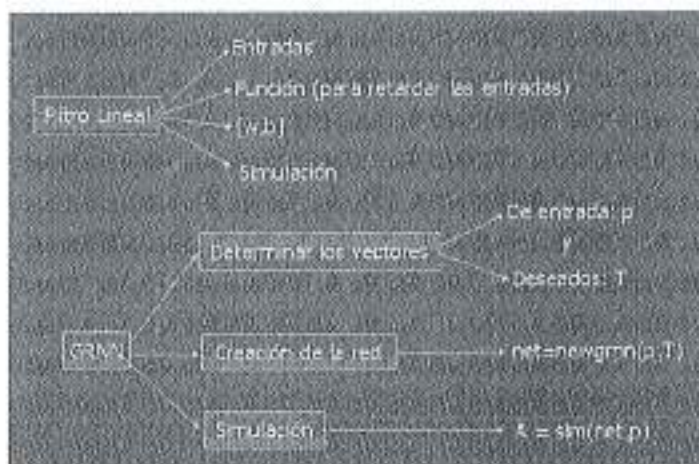 Entradas
Función (para retardar las entradas)
Filtro Lineal
[w,b]
Simulación
De entrada: p
y
Determinar los vectores
Deseados: T
GRNN
Creación de la red
net=newgrnn(p,T)
Simulación
A = sim(net,p)